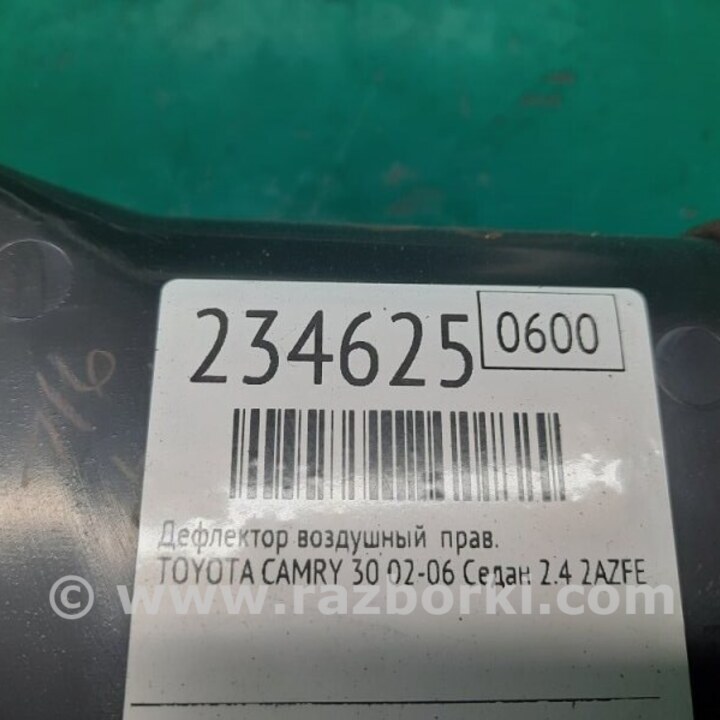 234625 0600
Дефлектор воздушный прав.
TOYOTA CAMRY 30 02-06 Седан 2.4 2AZFE
© www.razborki.com